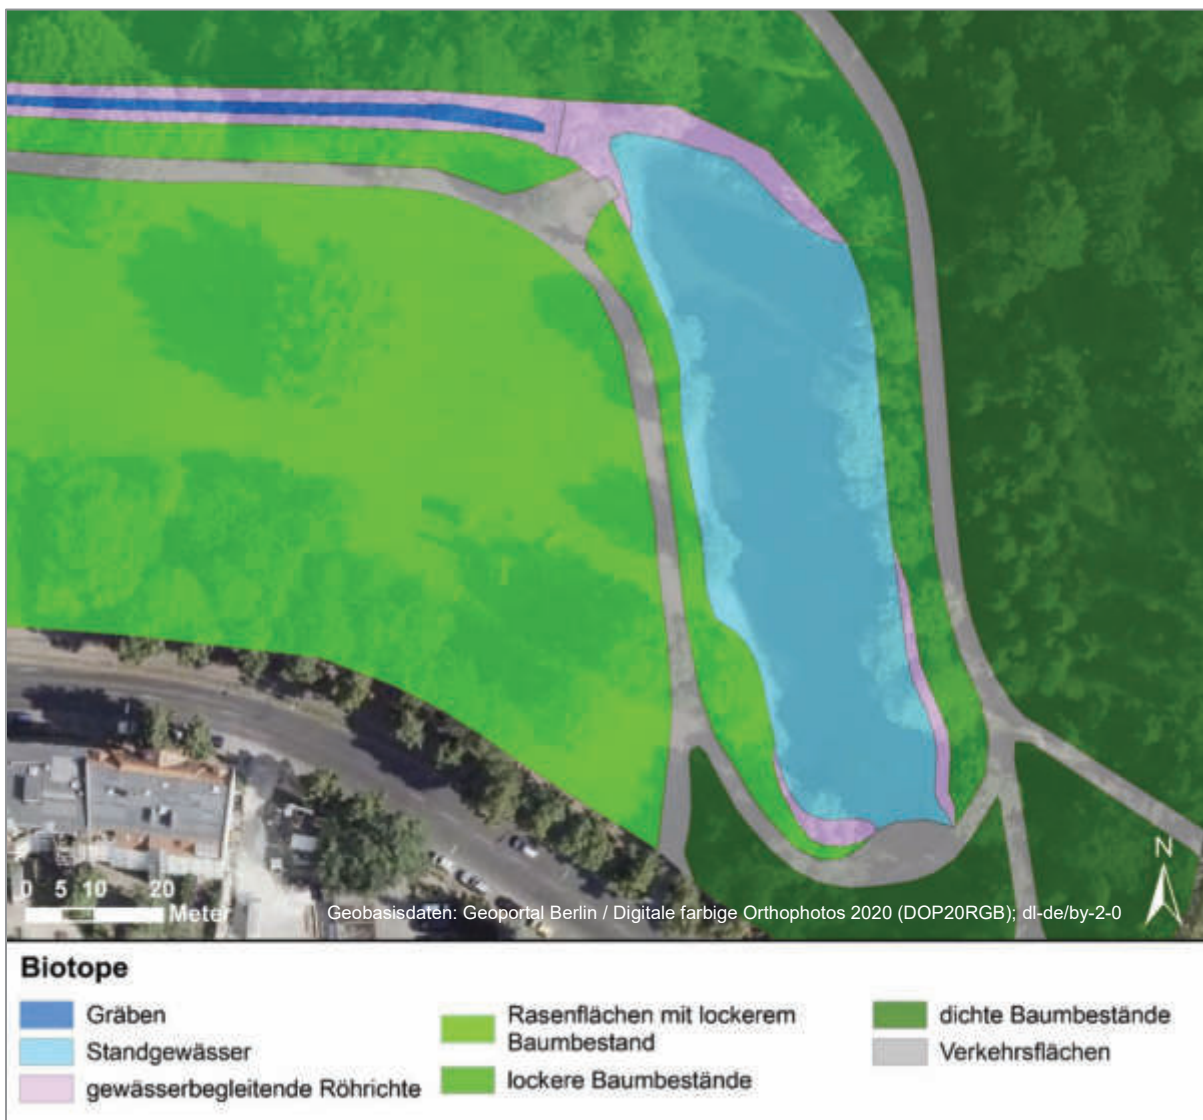 N
0 5 10 20
Meter
Geobasisdaten: Geoportal Berlin / Digitale farbige Orthophotos 2020 (DOP20RGB); dl-de/by-2-0
Biotope
Gräben
Standgewässer
gewässerbegleitende Röhrichte
Rasenflächen mit lockerem
Baumbestand
lockere Baumbestände
dichte Baumbestände
Verkehrsflächen